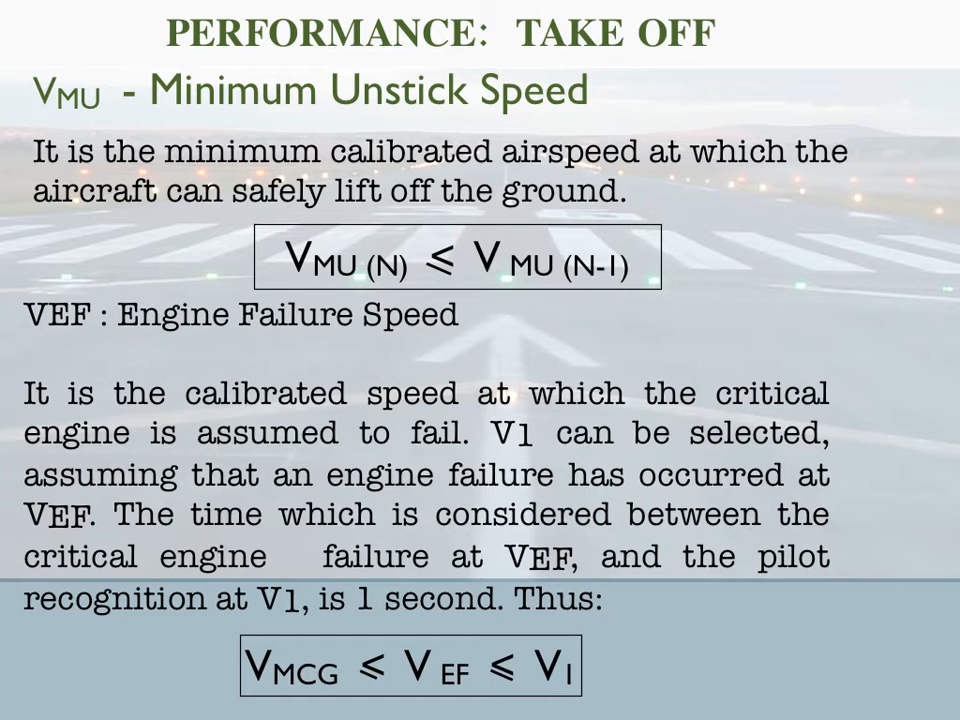 PERFORMANCE: TAKE OFF
VMU - Minimum Unstick Speed
It is the minimum calibrated airspeed at which the
aircraft can safely lift off the ground.
VMU (N) ⩽ V MU (N-1)
VEF : Engine Failure Speed
It is the calibrated speed at which the critical
engine is assumed to fail. V1 can be selected,
assuming that an engine failure has occurred at
VEF. The time which is considered between the
critical engine failure at VEF, and the pilot
recognition at V1, is 1 second. Thus:
VMCG ⩽ V EF ⩽ V1